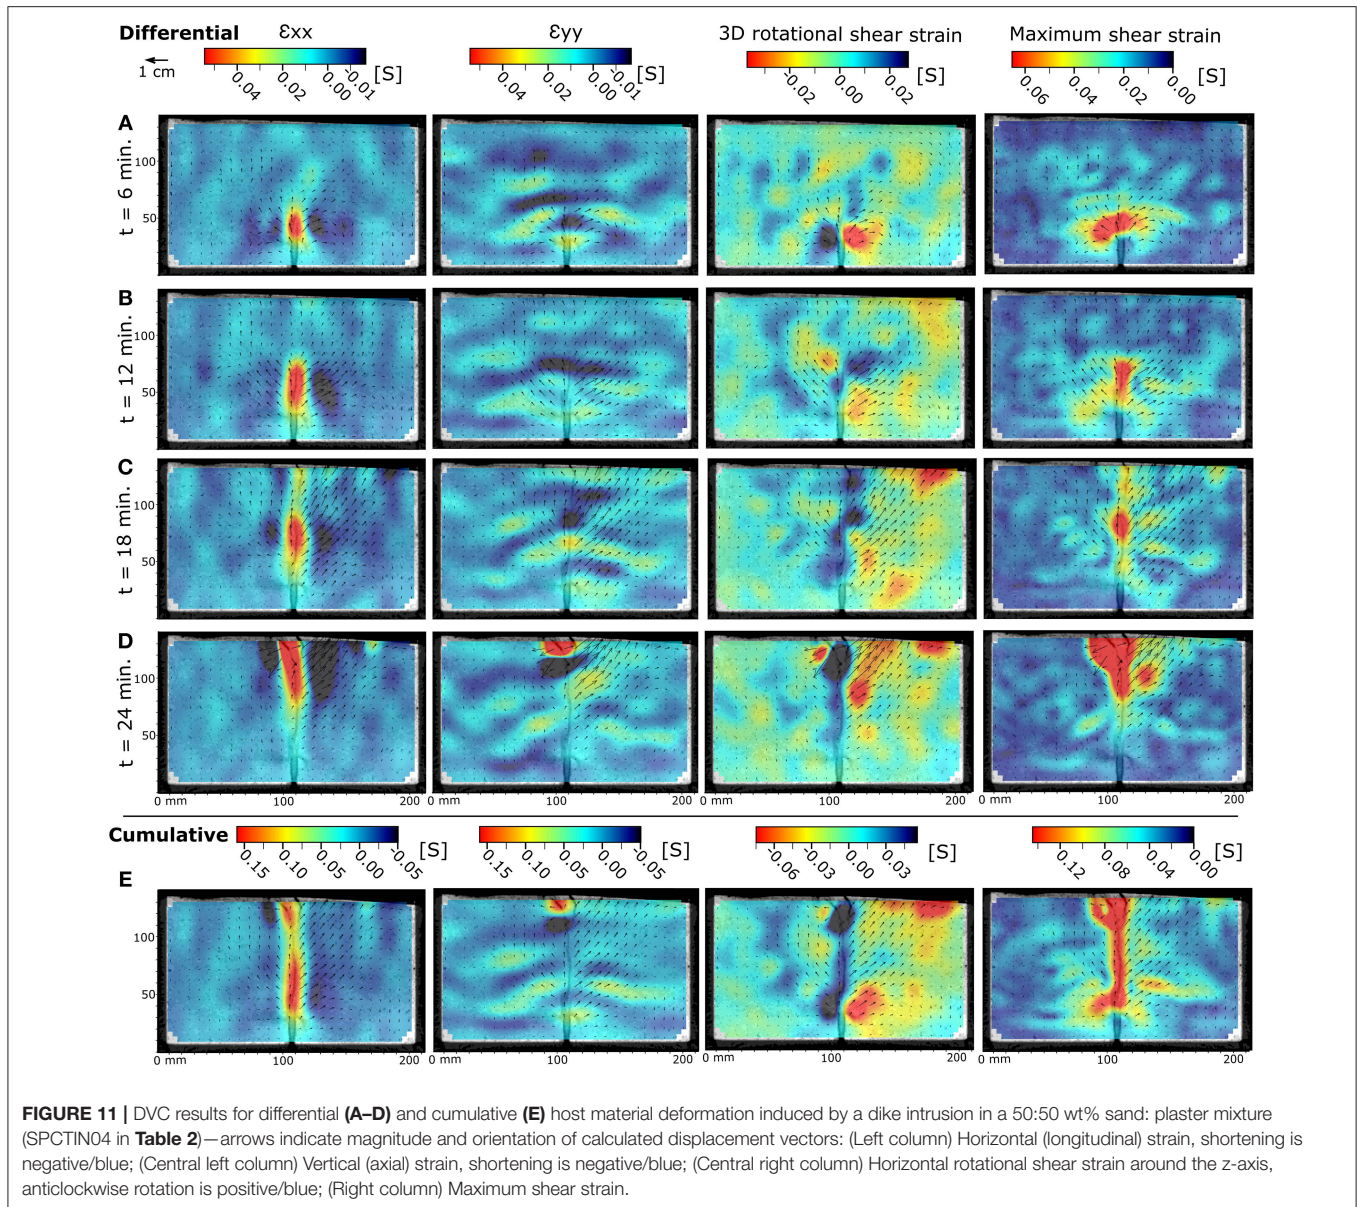 Differential
εxx
εyy
3D rotational shear strain
Maximum shear strain
1 cm
0.04 0.02 0.00 -0.01 [S]
0.04 0.02 0.00 -0.01 [S]
-0.02 0.00 0.02 [S]
0.06 0.04 0.02 0.00 [S]
A
t = 6 min.
100
50
B
t = 12 min.
100
50
C
t = 18 min.
100
50
D
t = 24 min.
100
50
0 mm 100 200
0 mm 100 200
0 mm 100 200
0 mm 100 200
Cumulative
0.15 0.10 0.05 0.00 -0.05 [S]
0.15 0.10 0.05 0.00 -0.05 [S]
-0.06 -0.03 0.00 0.03 [S]
0.12 0.08 0.04 0.00 [S]
E
100
50
0 mm 100 200
0 mm 100 200
0 mm 100 200
0 mm 100 200
FIGURE 11 | DVC results for differential (A–D) and cumulative (E) host material deformation induced by a dike intrusion in a 50:50 wt% sand: plaster mixture
(SPCTIN04 in Table 2)—arrows indicate magnitude and orientation of calculated displacement vectors: (Left column) Horizontal (longitudinal) strain, shortening is
negative/blue; (Central left column) Vertical (axial) strain, shortening is negative/blue; (Central right column) Horizontal rotational shear strain around the z-axis,
anticlockwise rotation is positive/blue; (Right column) Maximum shear strain.